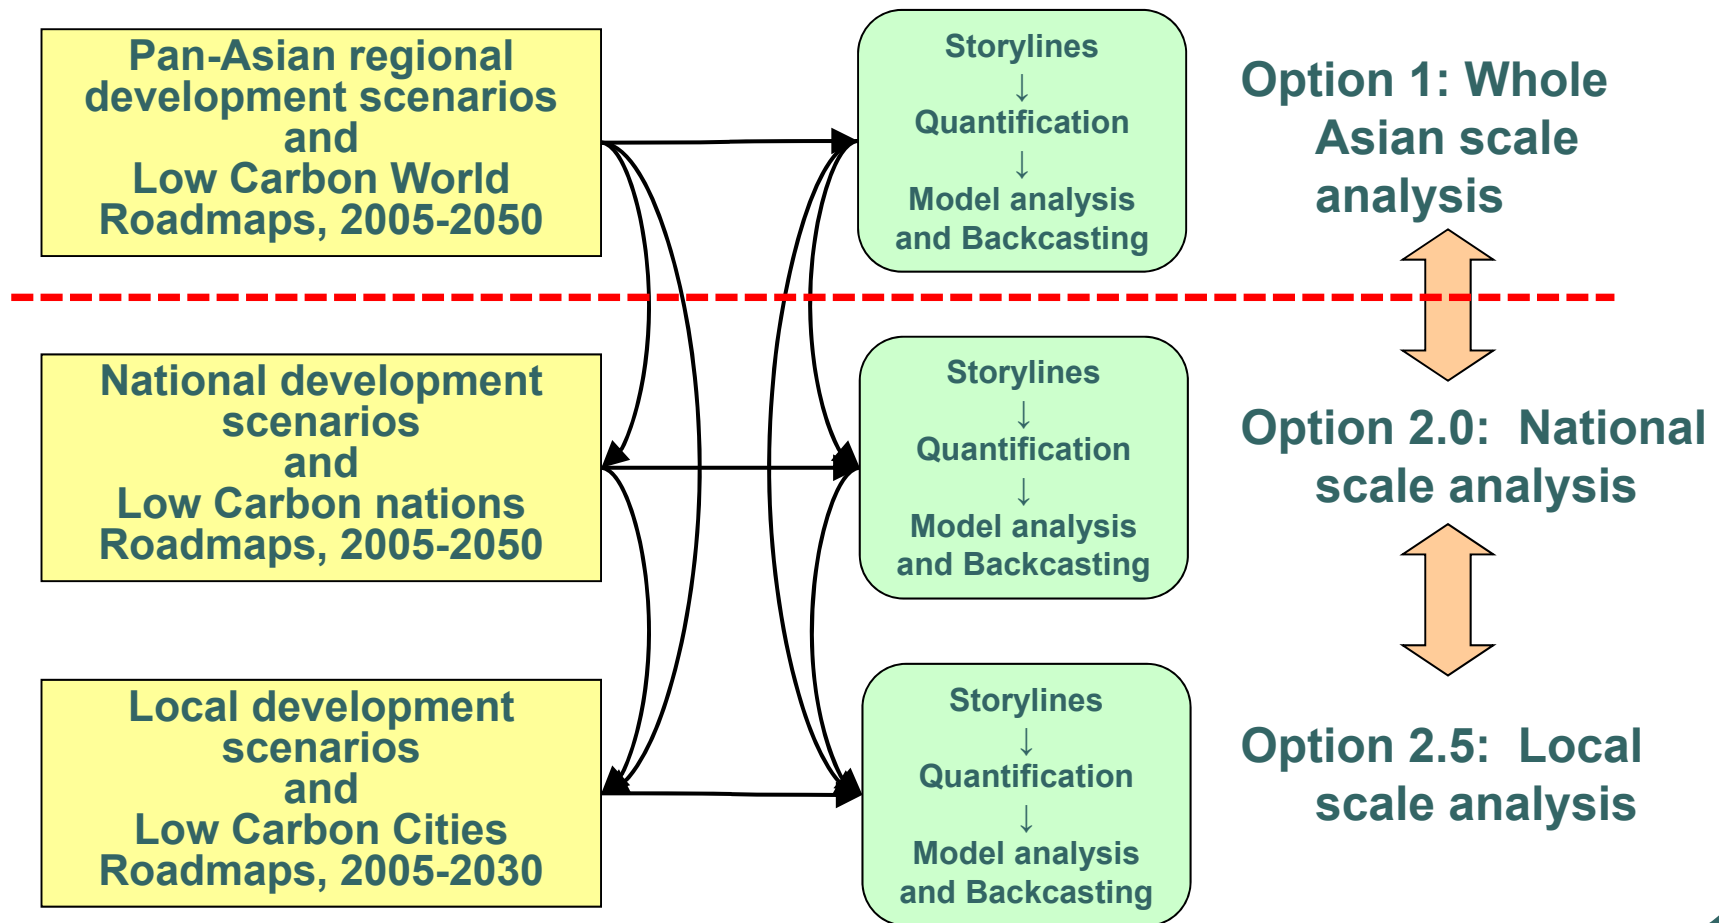 Pan-Asian regional
development scenarios
and
Low Carbon World
Roadmaps, 2005-2050
Storylines
↓
Quantification
↓
Model analysis
and Backcasting
Option 1: Whole
Asian scale
analysis
National development
scenarios
and
Low Carbon nations
Roadmaps, 2005-2050
Storylines
↓
Quantification
↓
Model analysis
and Backcasting
Option 2.0: National
scale analysis
Local development
scenarios
and
Low Carbon Cities
Roadmaps, 2005-2030
Storylines
↓
Quantification
↓
Model analysis
and Backcasting
Option 2.5: Local
scale analysis